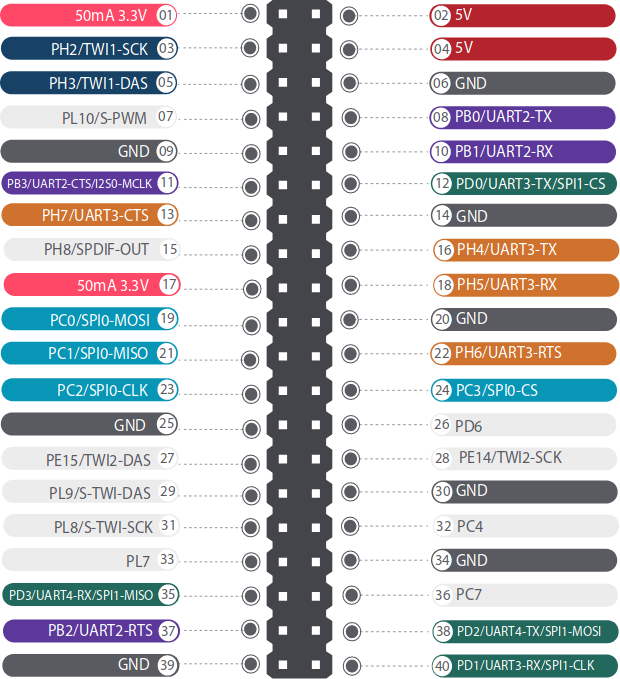 50mA 3.3V 01
02 5V
PH2/TWI1-SCK 03
04 5V
PH3/TWI1-DAS 05
06 GND
PL10/S-PWM 07
08 PB0/UART2-TX
GND 09
10 PB1/UART2-RX
PB3/UART2-CTS/I2S0-MCLK 11
12 PD0/UART3-TX/SPI1-CS
PH7/UART3-CTS 13
14 GND
PH8/SPDIF-OUT 15
16 PH4/UART3-TX
50mA 3.3V 17
18 PH5/UART3-RX
PC0/SPI0-MOSI 19
20 GND
PC1/SPI0-MISO 21
22 PH6/UART3-RTS
PC2/SPI0-CLK 23
24 PC3/SPI0-CS
GND 25
26 PD6
PE15/TWI2-DAS 27
28 PE14/TWI2-SCK
PL9/S-TWI-DAS 29
30 GND
PL8/S-TWI-SCK 31
32 PC4
PL7 33
34 GND
PD3/UART4-RX/SPI1-MISO 35
36 PC7
PB2/UART2-RTS 37
38 PD2/UART4-TX/SPI1-MOSI
GND 39
40 PD1/UART3-RX/SPI1-CLK